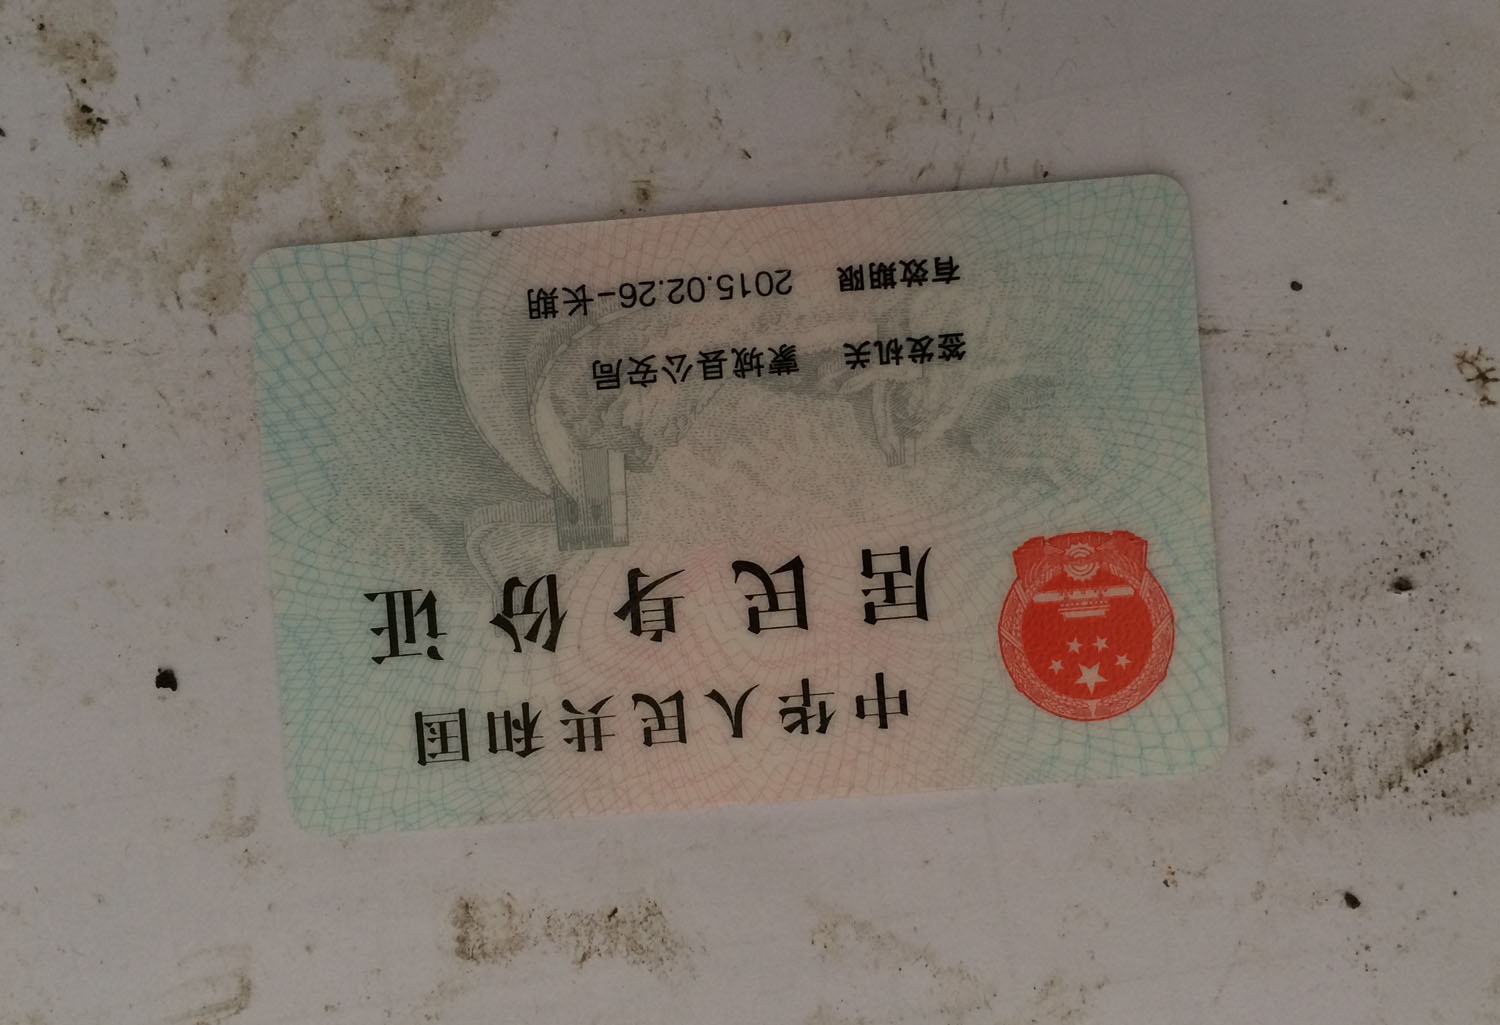 中华人民共和国
居民身份证
签发机关 蒙城县公安局
有效期限 2015.02.26-长期